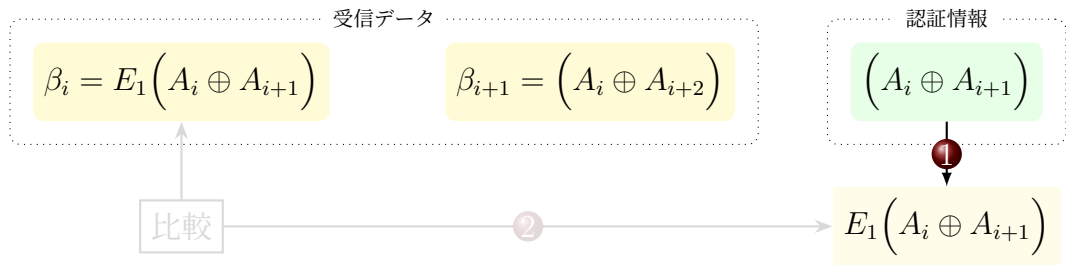 受信データ
認証情報
β_i = E_1(A_i ⊕ A_{i+1})
β_{i+1} = (A_i ⊕ A_{i+2})
(A_i ⊕ A_{i+1})
1
比較
2
E_1(A_i ⊕ A_{i+1})